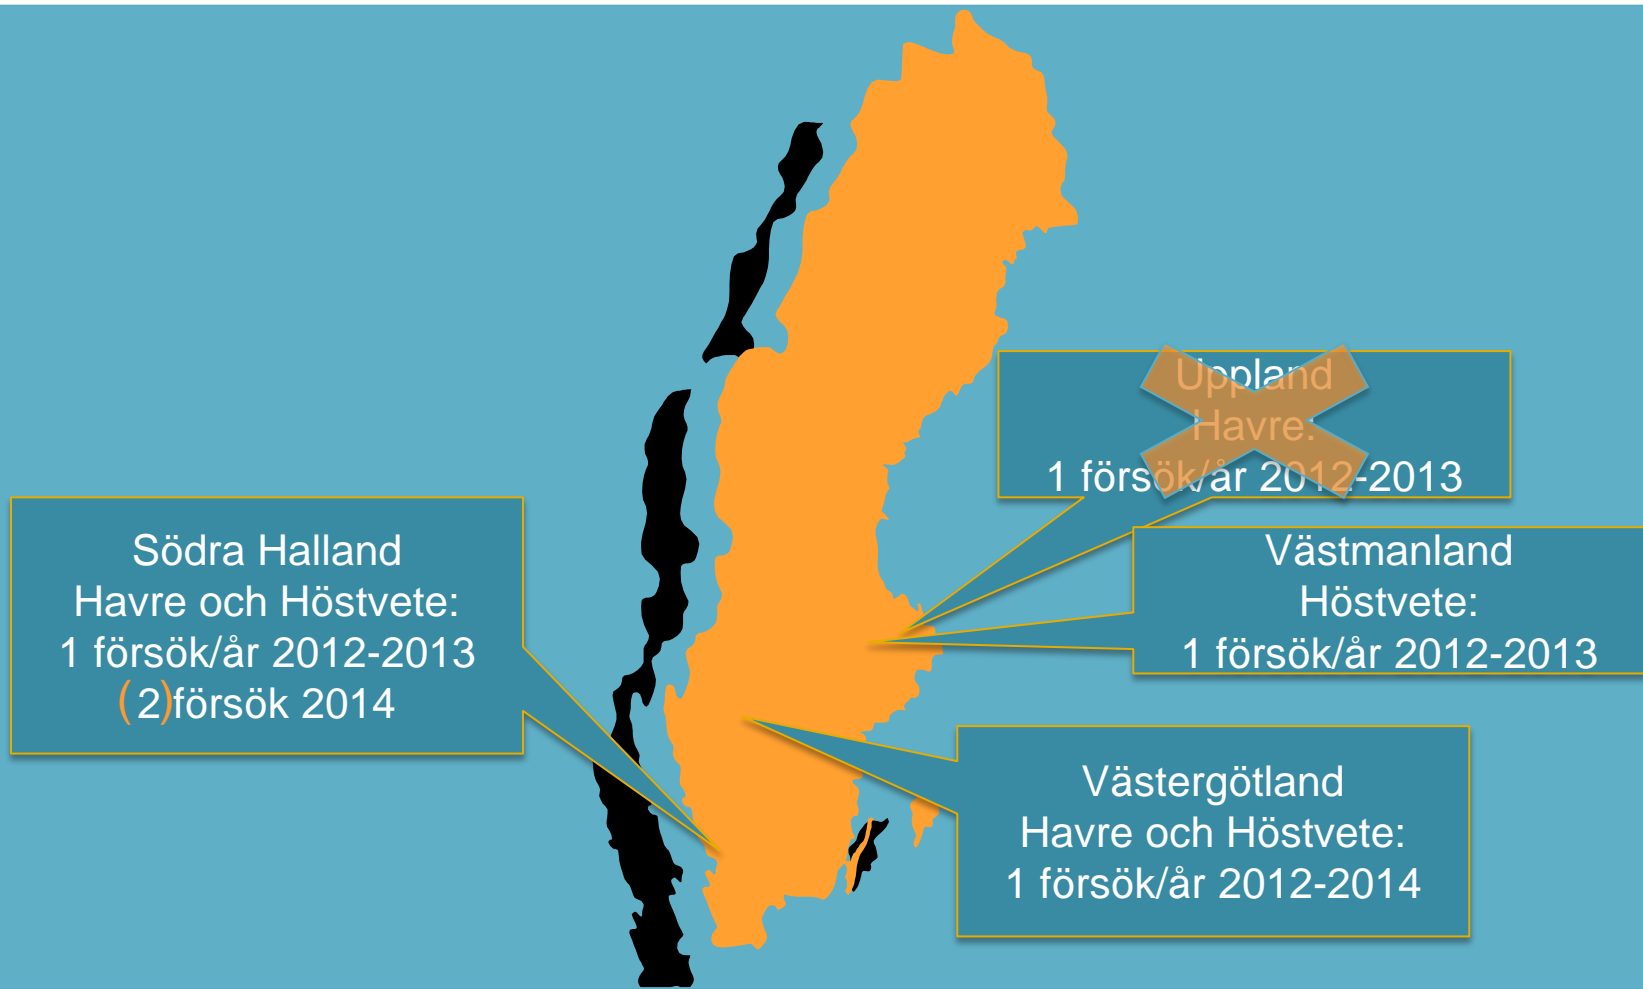 Uppland
Havre:
1 försök/år 2012-2013
Västmanland
Höstvete:
1 försök/år 2012-2013
Södra Halland
Havre och Höstvete:
1 försök/år 2012-2013
(2)försök 2014
Västergötland
Havre och Höstvete:
1 försök/år 2012-2014